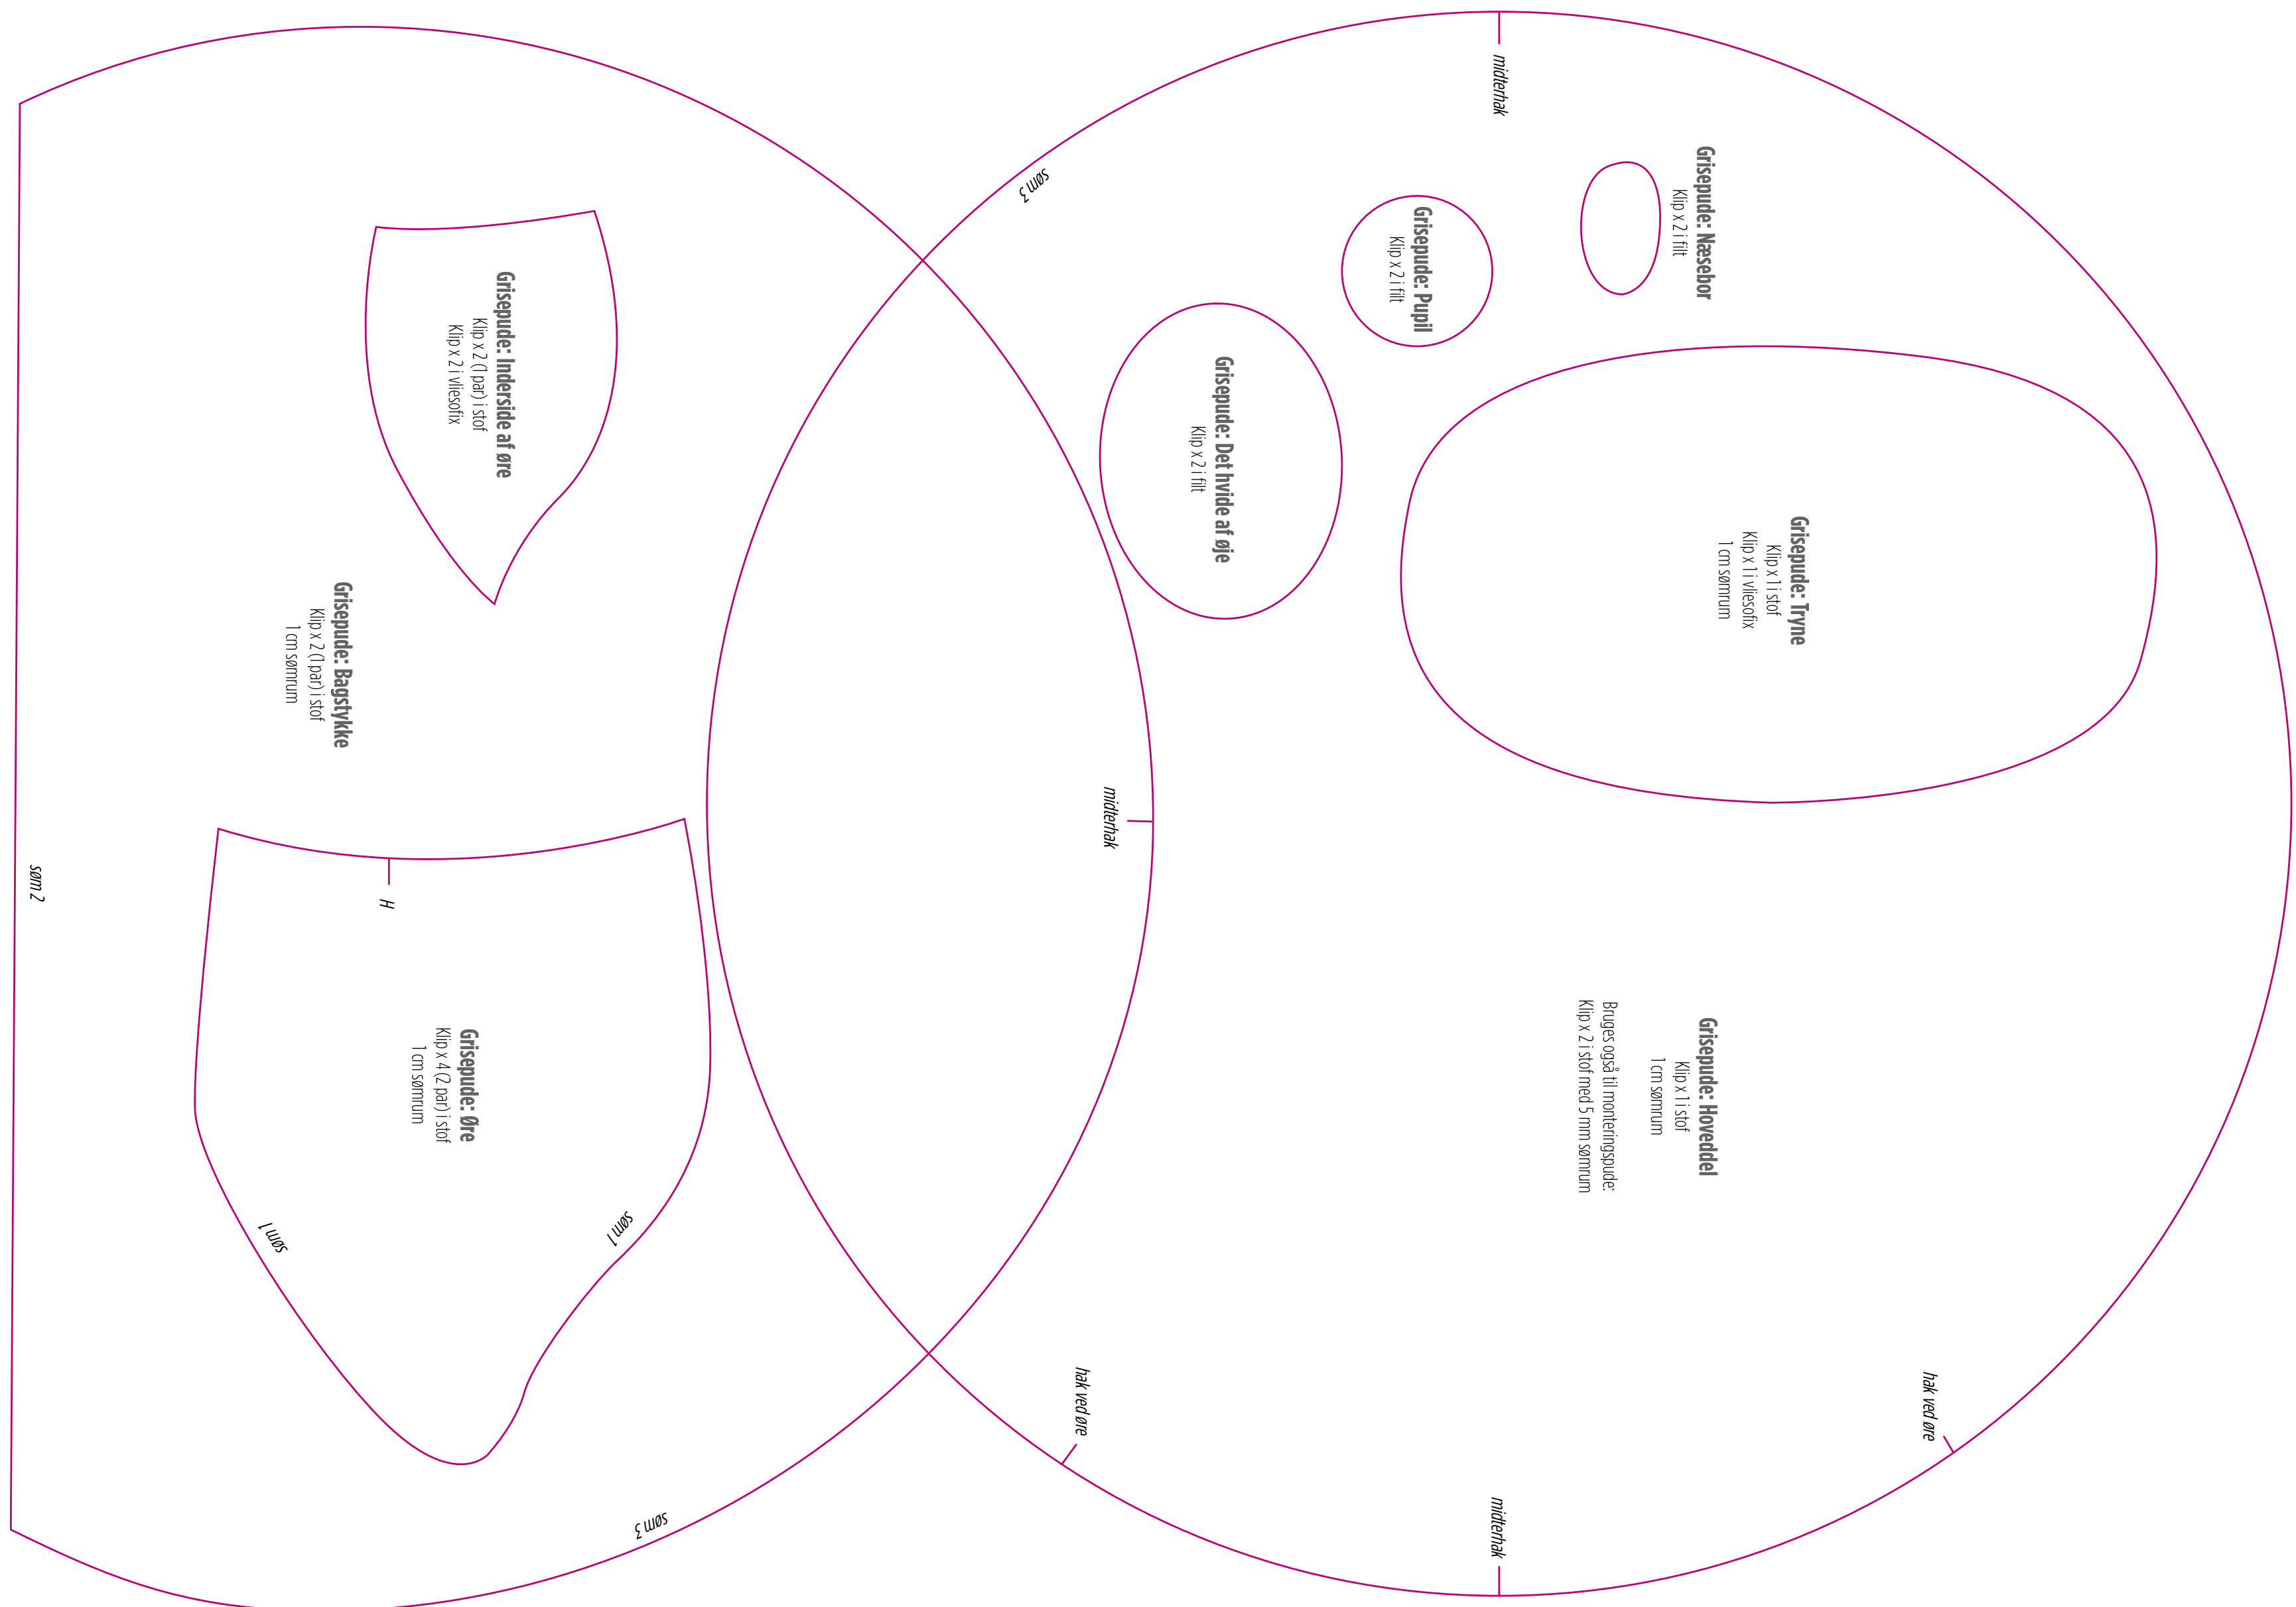 midterhak
Grisepude: Næsebor
Klip x 2 i filt
søm 3
Grisepude: Pupil
Klip x 2 i filt
Grisepude: Inderside af øre
Klip x 2 (1 par) i stof
Klip x 2 i vliesofix
Grisepude: Det hvide af øje
Klip x 2 i filt
Grisepude: Tryne
Klip x 1 i stof
Klip x 1 i vliesofix
1 cm sømrum
Grisepude: Bagstykke
Klip x 2 (1 par) i stof
1 cm sømrum
midterhak
søm 2
H
Grisepude: Øre
Klip x 4 (2 par) i stof
1 cm sømrum
Grisepude: Hoveddel
Klip x 1 i stof
1 cm sømrum
Bruges også til monteringspude:
Klip x 2 i stof med 5 mm sømrum
søm 1
søm 1
hak ved øre
hak ved øre
søm 3
midterhak